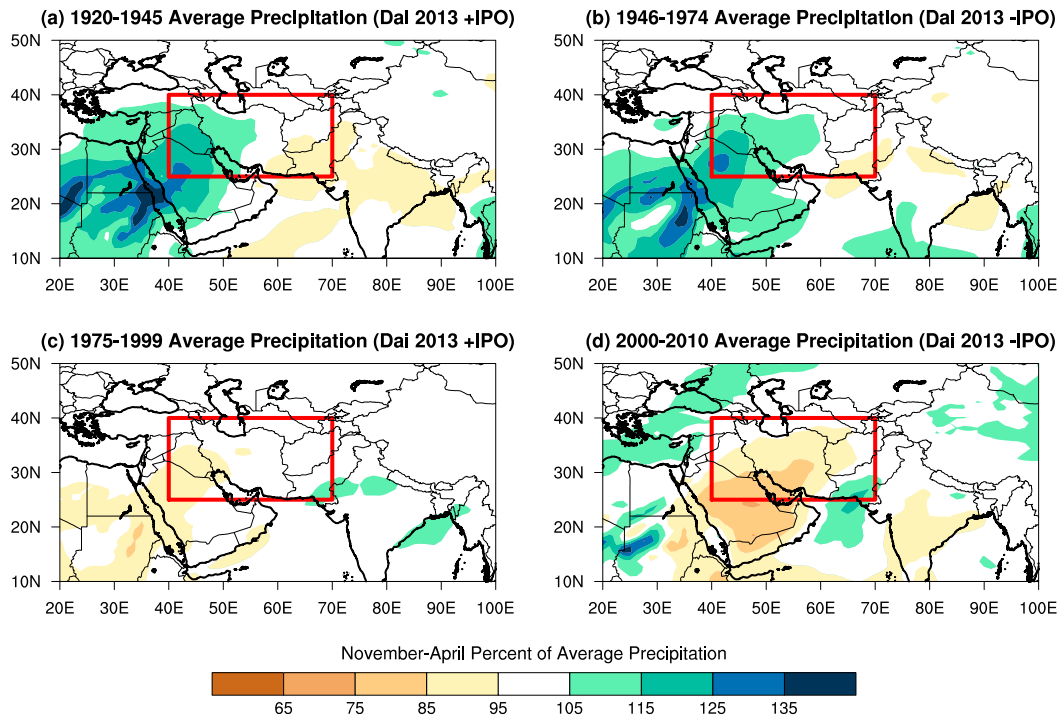 (a) 1920-1945 Average Precipitation (Dai 2013 +IPO)
(b) 1946-1974 Average Precipitation (Dai 2013 -IPO)
50N
40N
30N
20N
10N
20E 30E 40E 50E 60E 70E 80E 90E 100E
50N
40N
30N
20N
10N
20E 30E 40E 50E 60E 70E 80E 90E 100E
(c) 1975-1999 Average Precipitation (Dai 2013 +IPO)
(d) 2000-2010 Average Precipitation (Dai 2013 -IPO)
50N
40N
30N
20N
10N
20E 30E 40E 50E 60E 70E 80E 90E 100E
50N
40N
30N
20N
10N
20E 30E 40E 50E 60E 70E 80E 90E 100E
November-April Percent of Average Precipitation
65 75 85 95 105 115 125 135